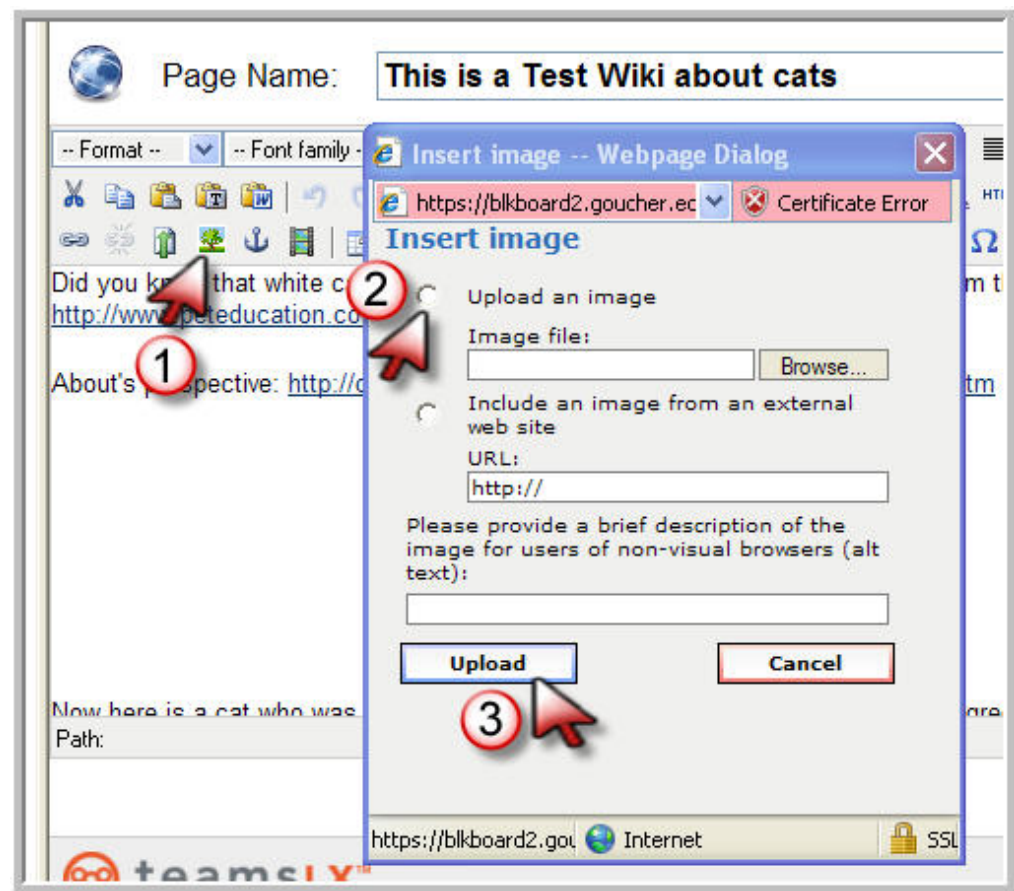 Page Name: This is a Test Wiki about cats
-- Format -- -- Font family -
Insert image -- Webpage Dialog
https://blkboard2.goucher.ec Certificate Error
Insert image
HT
Did you that white c
m t
http://www.peteducation.co
2
Upload an image
Image file:
Browse...
1
About's perspective: http://c
tm
Include an image from an external
web site
URL:
http://
Please provide a brief description of the
image for users of non-visual browsers (alt
text):
Upload Cancel
3
Now here is a cat who was
gre
Path:
https://blkboard2.gou Internet SSL
teamsLX™